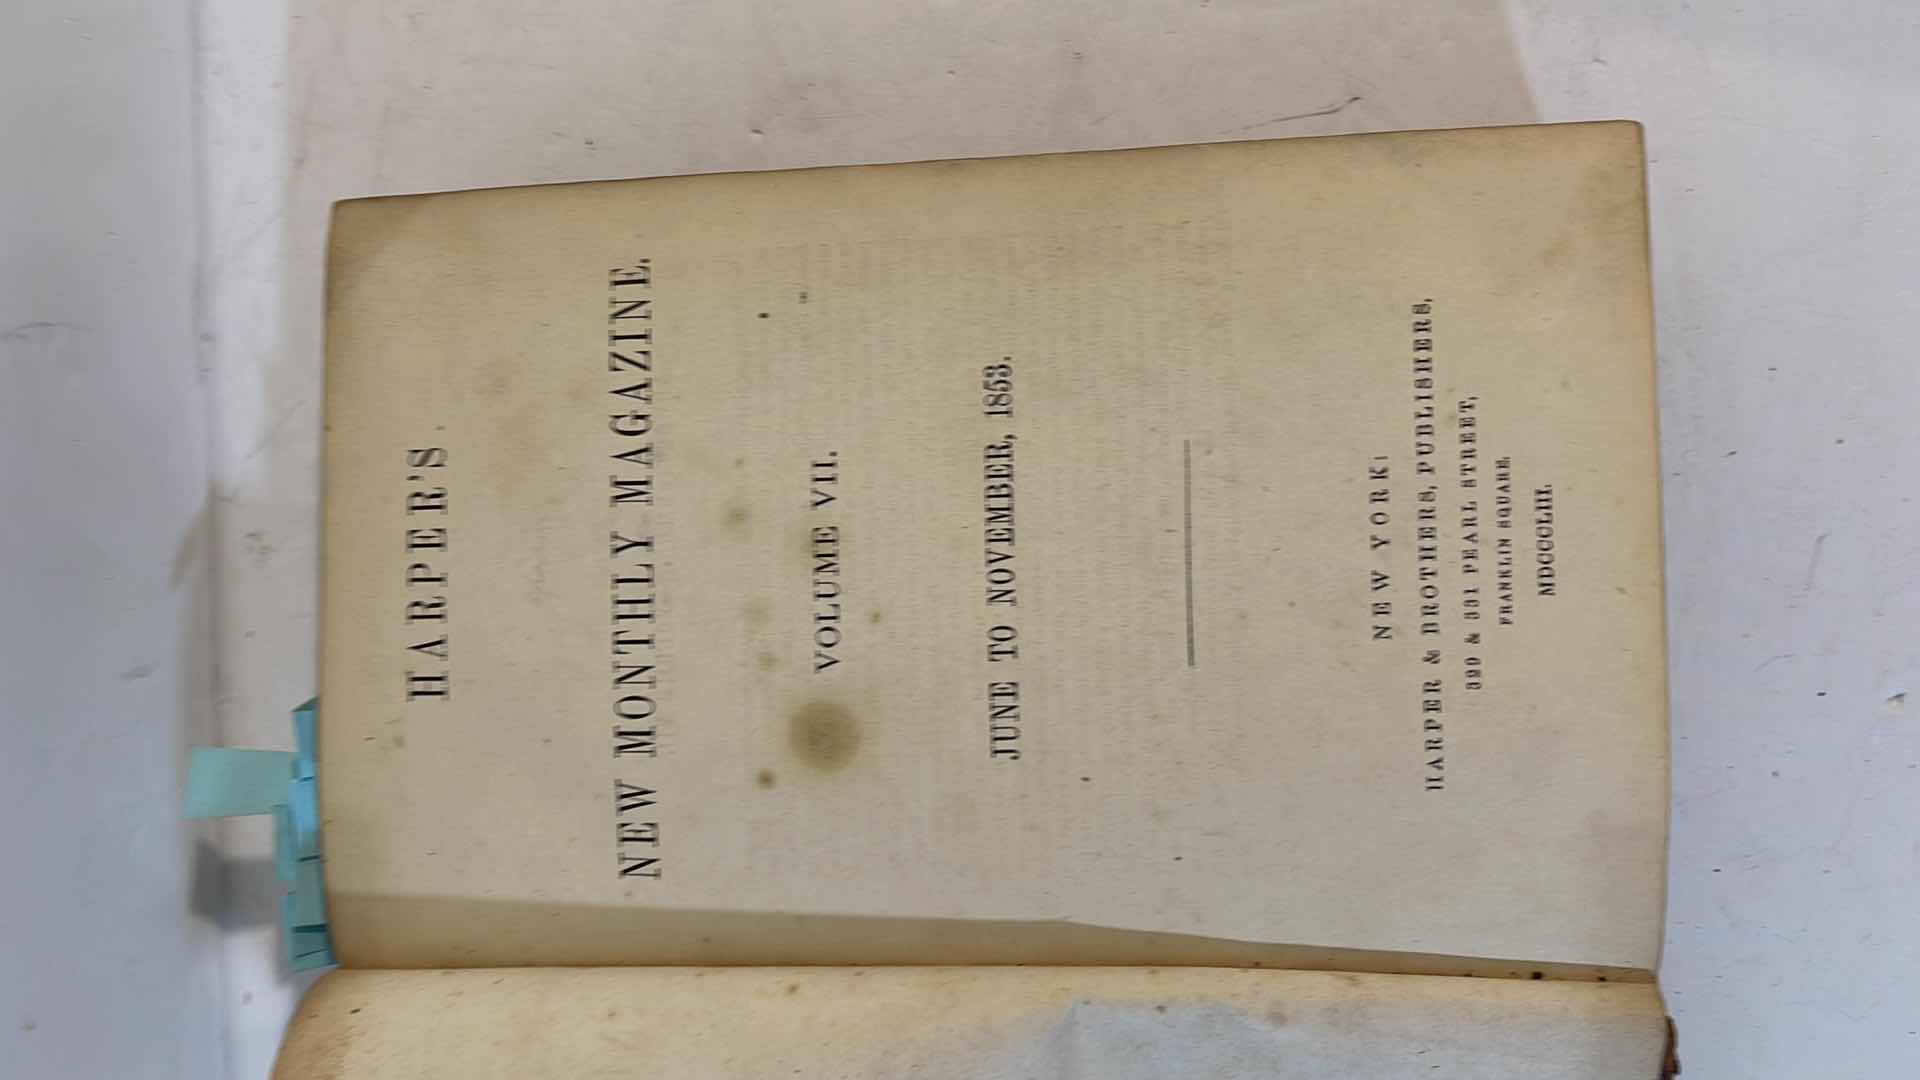 HARPER'S
NEW MONTHLY MAGAZINE.
VOLUME VII.
JUNE TO NOVEMBER, 1853.
NEW YORK:
HARPER & BROTHERS, PUBLISHERS,
329 & 331 PEARL STREET,
FRANKLIN SQUARE.
MDCCCLIII.